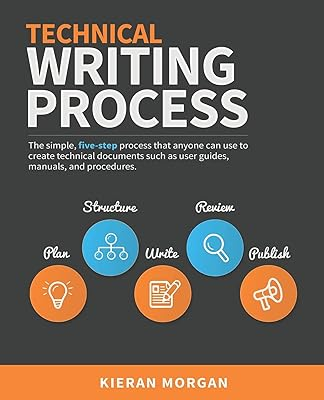 TECHNICAL
WRITING
PROCESS
The simple, five-step process that anyone can use to
create technical documents such as user guides,
manuals, and procedures.
Structure
Review
Plan
Write
Publish
KIERAN MORGAN